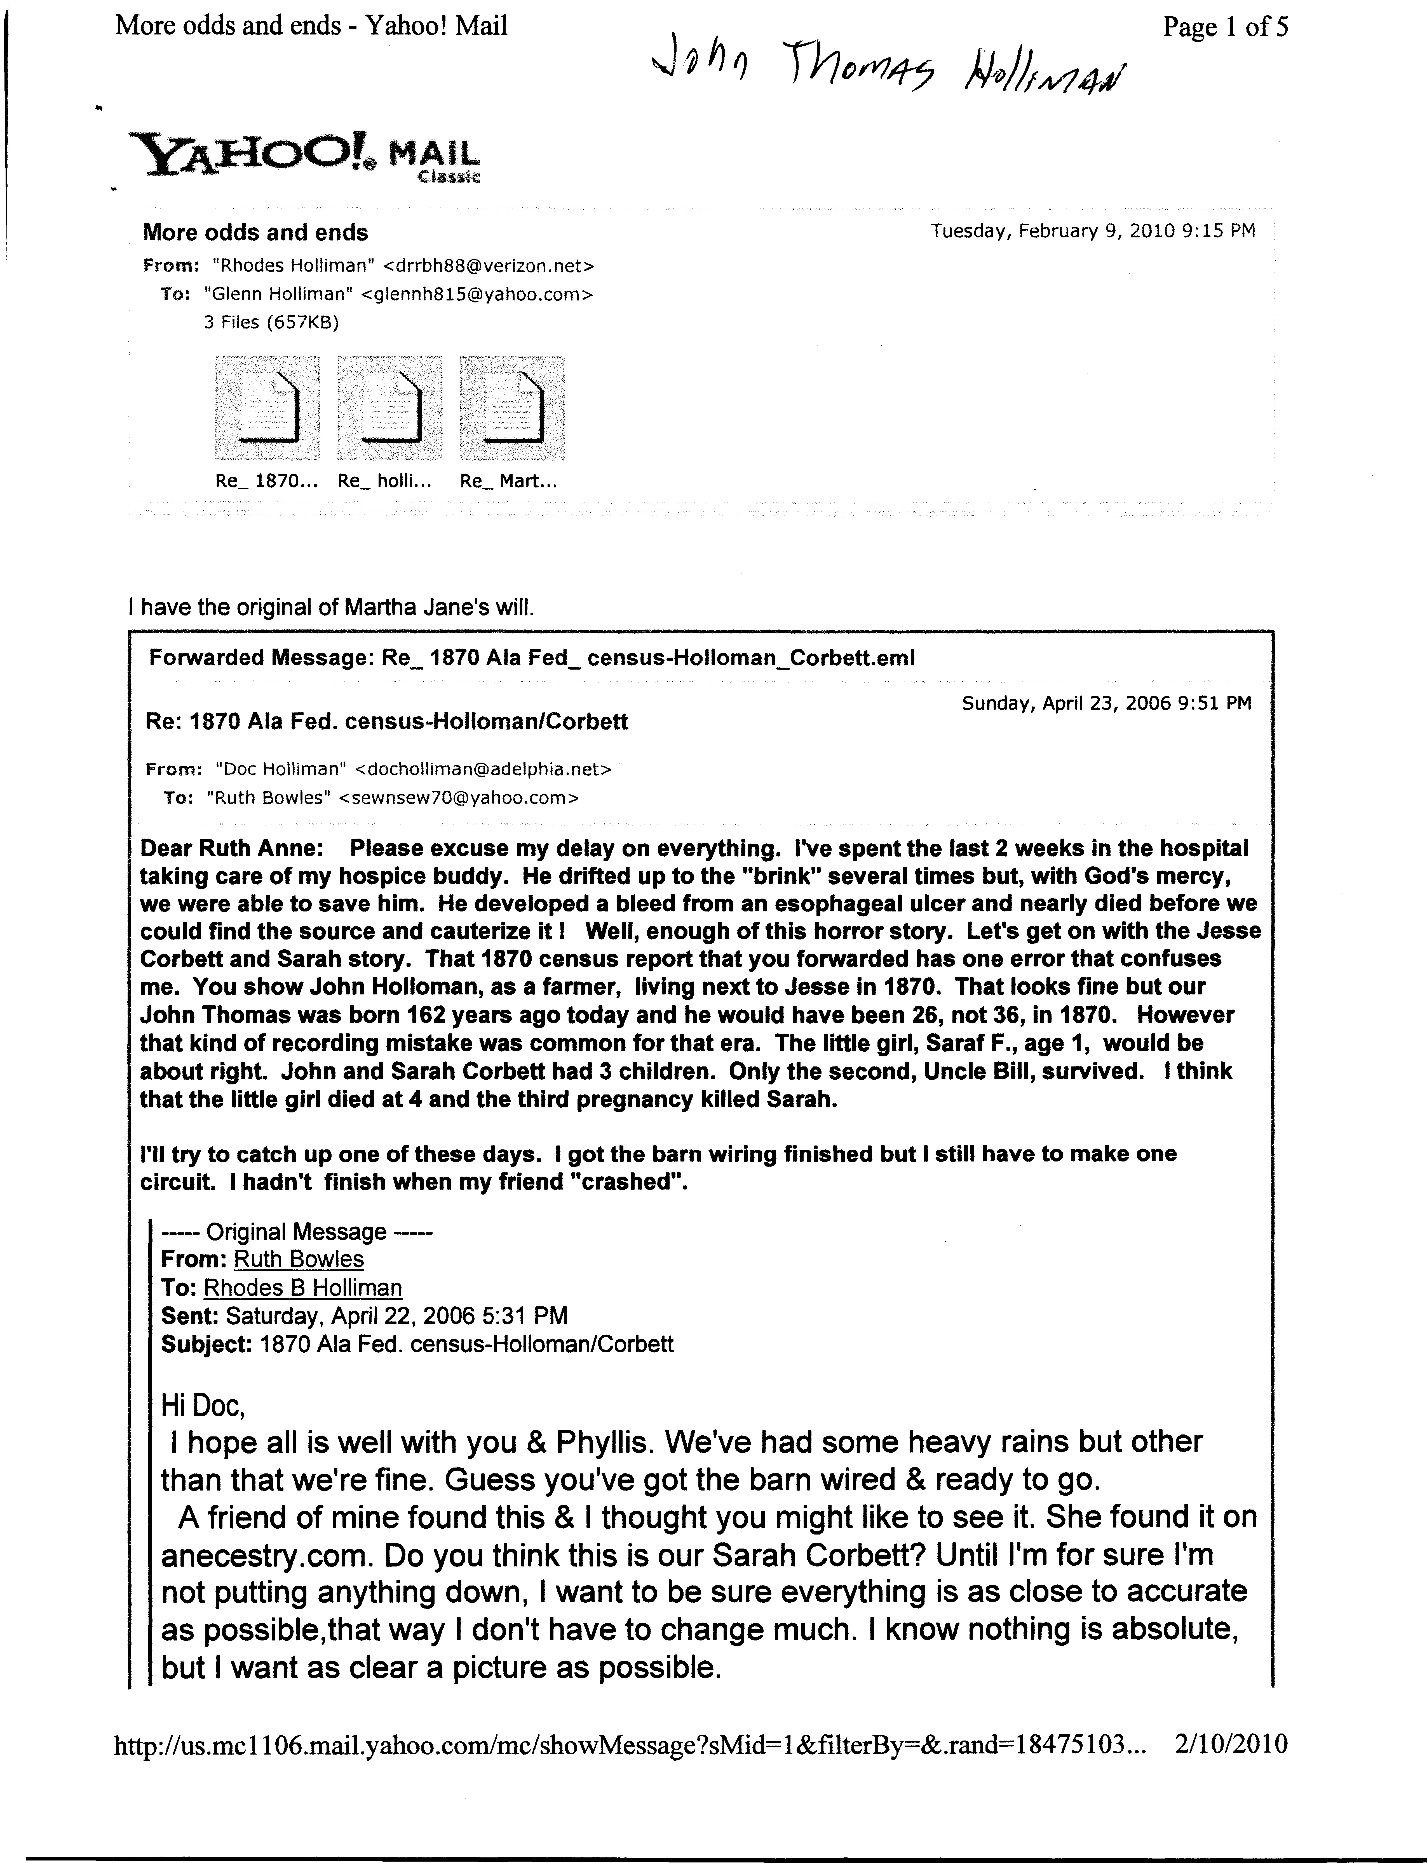 More odds and ends - Yahoo! Mail
Page 1 of 5
John Thomas Holliman
YAHOO!® MAIL
Classic
More odds and ends
Tuesday, February 9, 2010 9:15 PM
From: "Rhodes Holliman" <drrbh88@verizon.net>
To: "Glenn Holliman" <glennh815@yahoo.com>
3 Files (657KB)
Re_ 1870... Re_ holli... Re_ Mart...
I have the original of Martha Jane's will.
Forwarded Message: Re_ 1870 Ala Fed_ census-Holloman_Corbett.eml
Sunday, April 23, 2006 9:51 PM
Re: 1870 Ala Fed. census-Holloman/Corbett
From: "Doc Holliman" <docholliman@adelphia.net>
To: "Ruth Bowles" <sewnsew70@yahoo.com>
Dear Ruth Anne: Please excuse my delay on everything. I've spent the last 2 weeks in the hospital
taking care of my hospice buddy. He drifted up to the "brink" several times but, with God's mercy,
we were able to save him. He developed a bleed from an esophageal ulcer and nearly died before we
could find the source and cauterize it ! Well, enough of this horror story. Let's get on with the Jesse
Corbett and Sarah story. That 1870 census report that you forwarded has one error that confuses
me. You show John Holloman, as a farmer, living next to Jesse in 1870. That looks fine but our
John Thomas was born 162 years ago today and he would have been 26, not 36, in 1870. However
that kind of recording mistake was common for that era. The little girl, Saraf F., age 1, would be
about right. John and Sarah Corbett had 3 children. Only the second, Uncle Bill, survived. I think
that the little girl died at 4 and the third pregnancy killed Sarah.
I'll try to catch up one of these days. I got the barn wiring finished but I still have to make one
circuit. I hadn't finish when my friend "crashed".
----- Original Message -----
From: Ruth Bowles
To: Rhodes B Holliman
Sent: Saturday, April 22, 2006 5:31 PM
Subject: 1870 Ala Fed. census-Holloman/Corbett
Hi Doc,
I hope all is well with you & Phyllis. We've had some heavy rains but other
than that we're fine. Guess you've got the barn wired & ready to go.
A friend of mine found this & I thought you might like to see it. She found it on
anecestry.com. Do you think this is our Sarah Corbett? Until I'm for sure I'm
not putting anything down, I want to be sure everything is as close to accurate
as possible,that way I don't have to change much. I know nothing is absolute,
but I want as clear a picture as possible.
http://us.mc1106.mail.yahoo.com/mc/showMessage?sMid=1&filterBy=&.rand=18475103... 2/10/2010